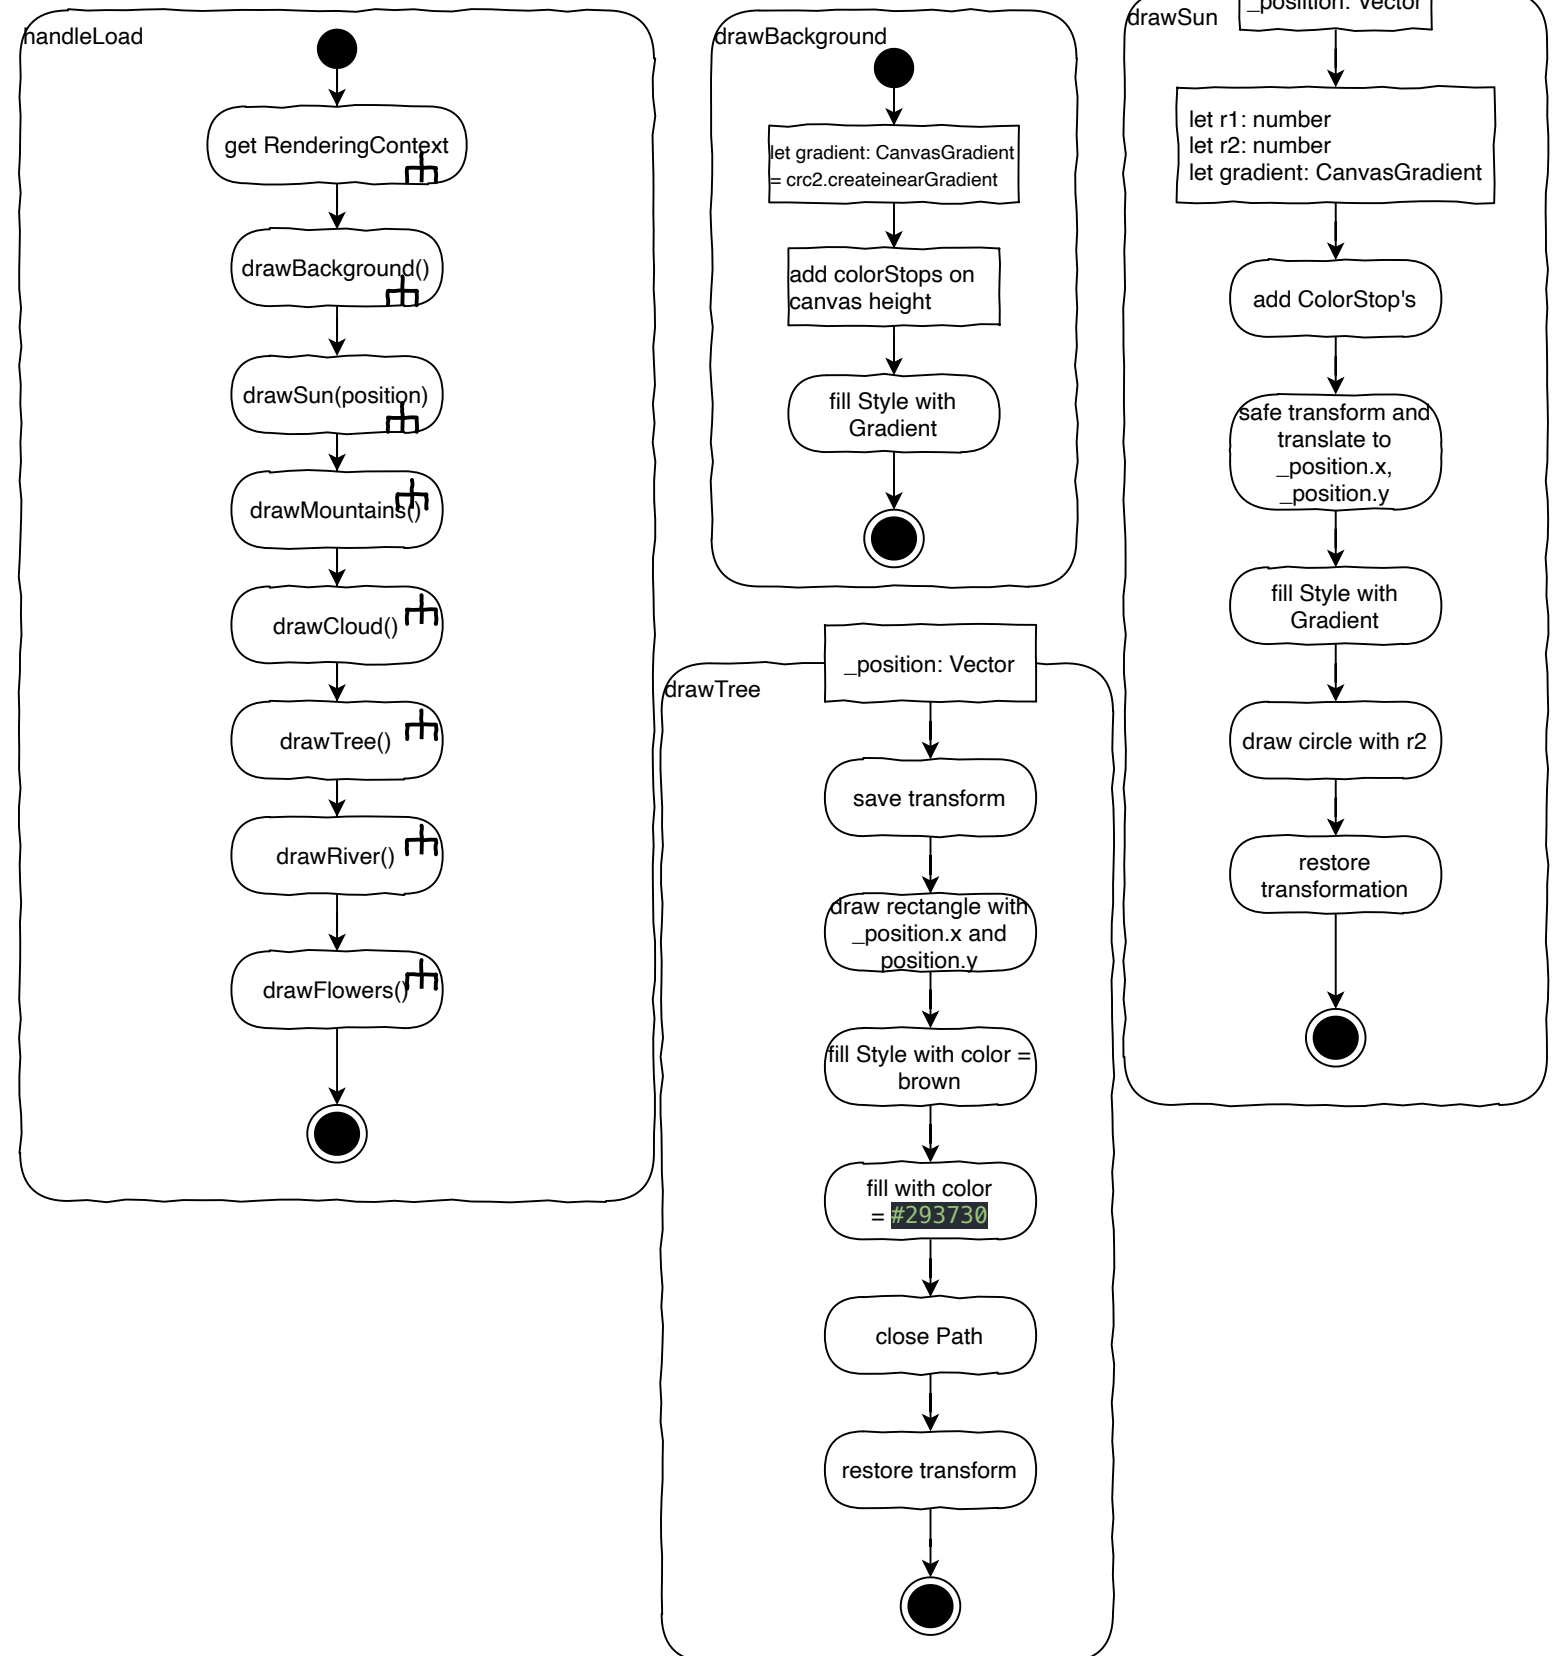 handleLoad
get RenderingContext
drawBackground()
drawSun(position)
drawMountains()
drawCloud()
drawTree()
drawRiver()
drawFlowers()
drawBackground
let gradient: CanvasGradient
= crc2.createinearGradient
add colorStops on
canvas height
fill Style with
Gradient
drawTree
_position: Vector
save transform
draw rectangle with
_position.x and
position.y
fill Style with color =
brown
fill with color
= #293730
close Path
restore transform
drawSun
_posiition: Vector
let r1: number
let r2: number
let gradient: CanvasGradient
add ColorStop's
safe transform and
translate to
_position.x,
_position.y
fill Style with
Gradient
draw circle with r2
restore
transformation